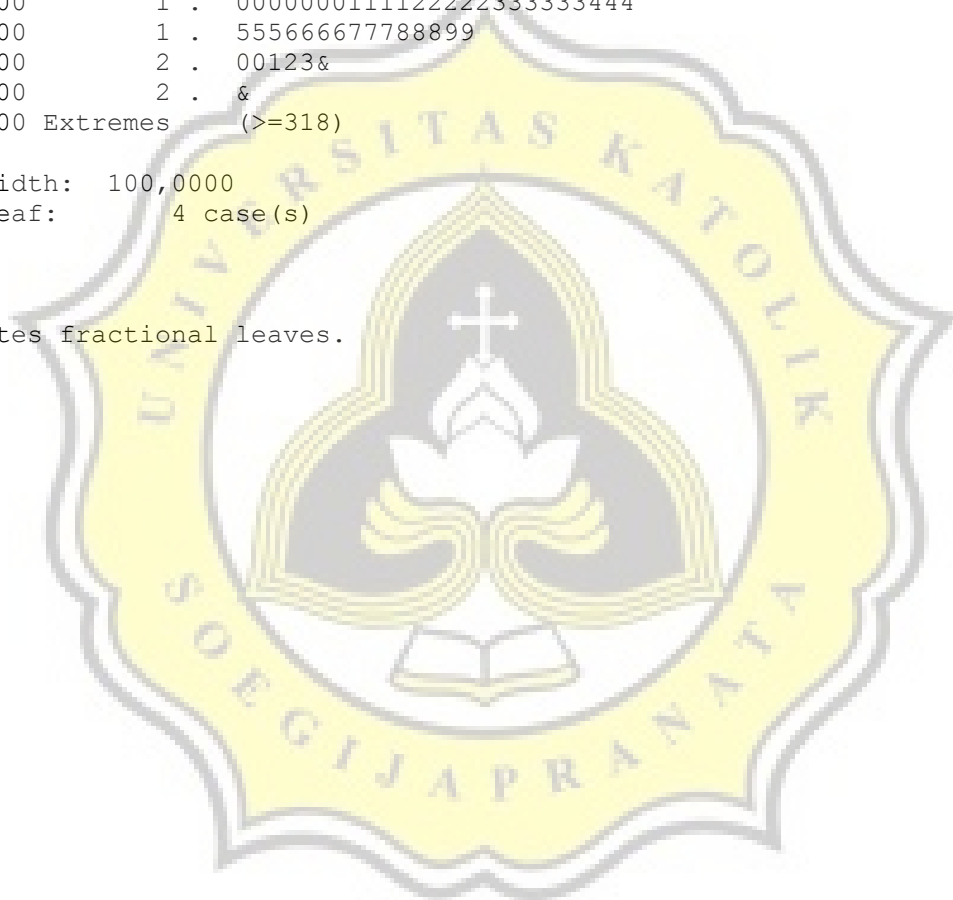 00 1 . 0000000011112222233333444
00 1 . 555666677788899
00 2 . 00123&
00 2 . &
00 Extremes (>=318)
idth: 100,0000
eaf: 4 case(s)
tes fractional leaves.
UNIVERSITAS KATOLIK
SOEGIJAPRANATA